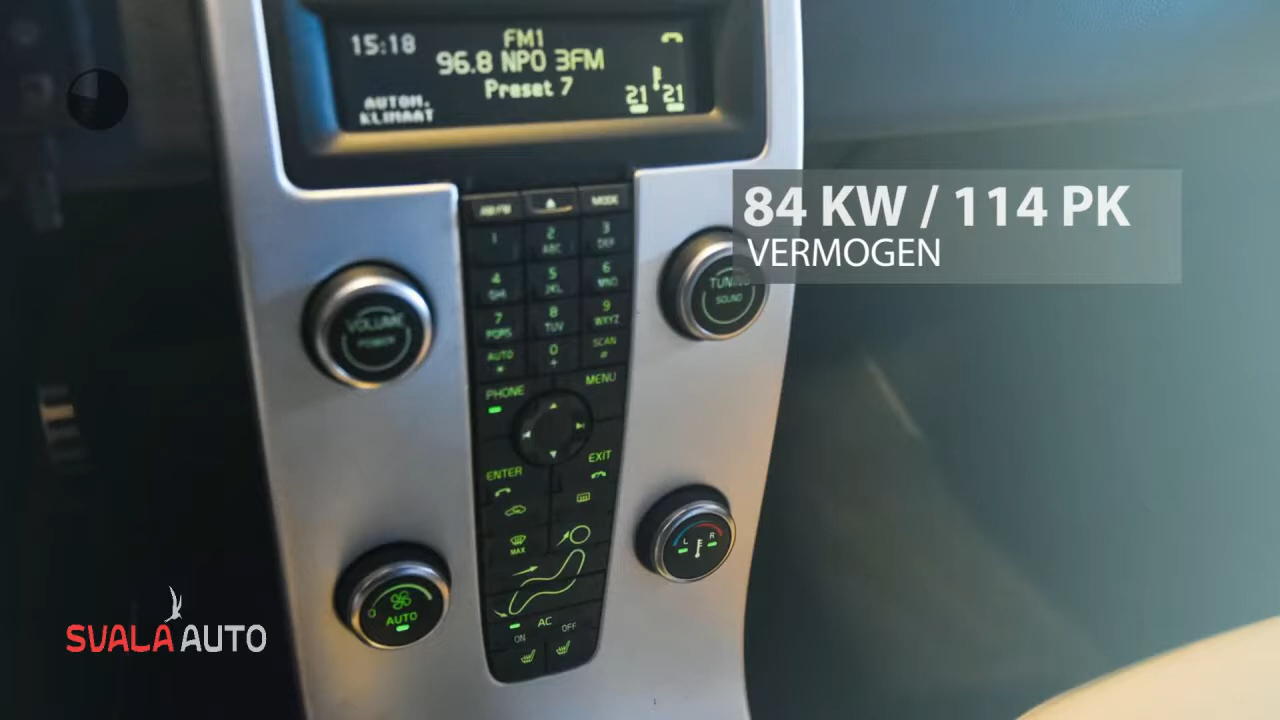 15:18
FM1
96.8 NPO 3FM
Preset 7
AUTOM.
KLIMAAT
21 21
84 KW / 114 PK
VERMOGEN
AM/FM
MODE
1
2 ABC
3 DEF
4 GHI
5 JKL
6 MNO
7 PQRS
8 TUV
9 WXYZ
AUTO *
0 +
SCAN #
VOLUME
POWER
TUNING
SOUND
PHONE
MENU
ENTER
EXIT
MAX
L R
0
AUTO
AC
ON
OFF
SVALA AUTO